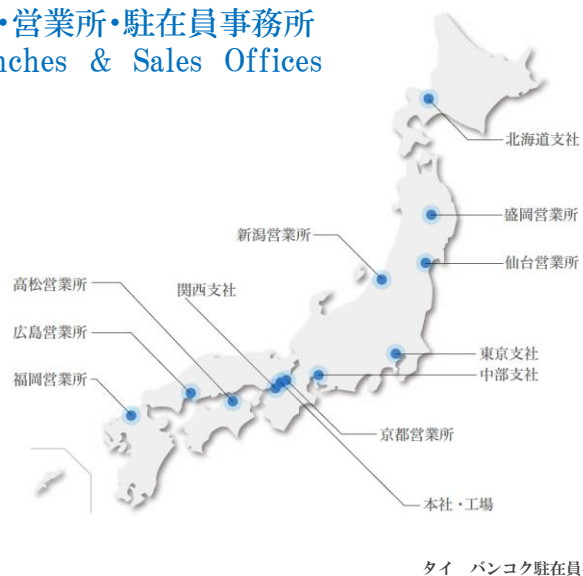 ・営業所・駐在員事務所
nches & Sales Offices
北海道支社
盛岡営業所
新潟営業所
仙台営業所
高松営業所
関西支社
広島営業所
東京支社
中部支社
福岡営業所
京都営業所
本社・工場
タイ　バンコク駐在員